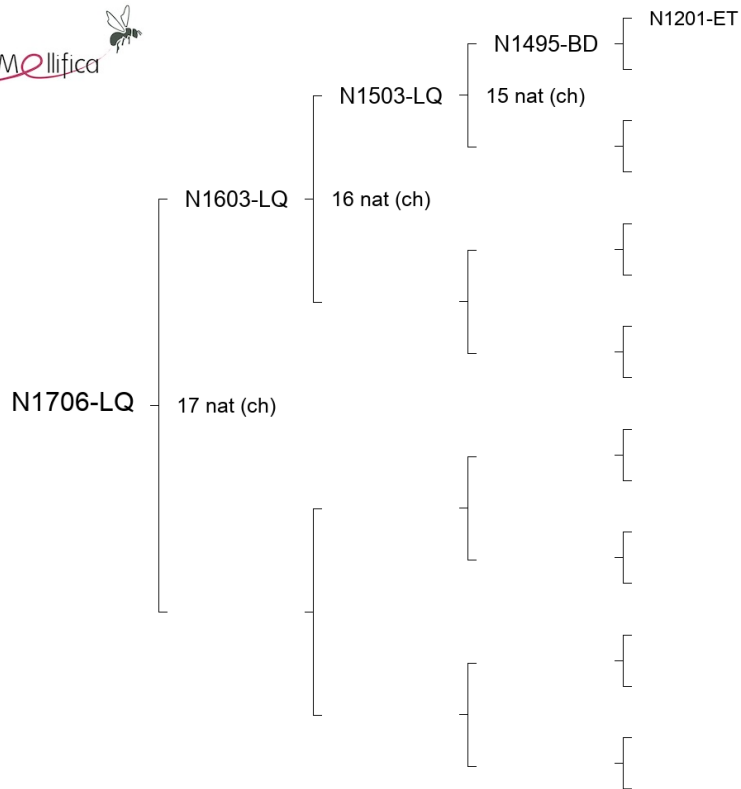 Mellifica
N1201-ET
N1495-BD
N1503-LQ
15 nat (ch)
N1603-LQ
16 nat (ch)
N1706-LQ
17 nat (ch)